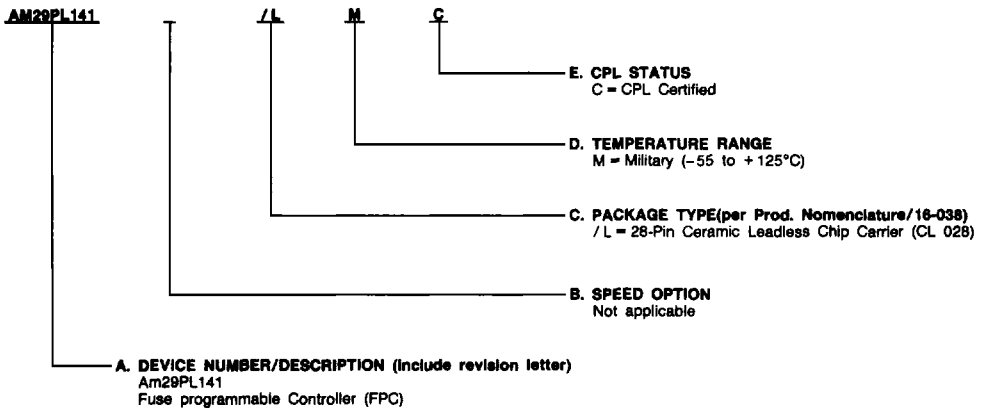 AM29PL141 /L M C
E. CPL STATUS
C = CPL Certified
D. TEMPERATURE RANGE
M = Military (-55 to +125°C)
C. PACKAGE TYPE(per Prod. Nomenclature/16-038)
/ L = 28-Pin Ceramic Leadless Chip Carrier (CL 028)
B. SPEED OPTION
Not applicable
A. DEVICE NUMBER/DESCRIPTION (include revision letter)
Am29PL141
Fuse programmable Controller (FPC)